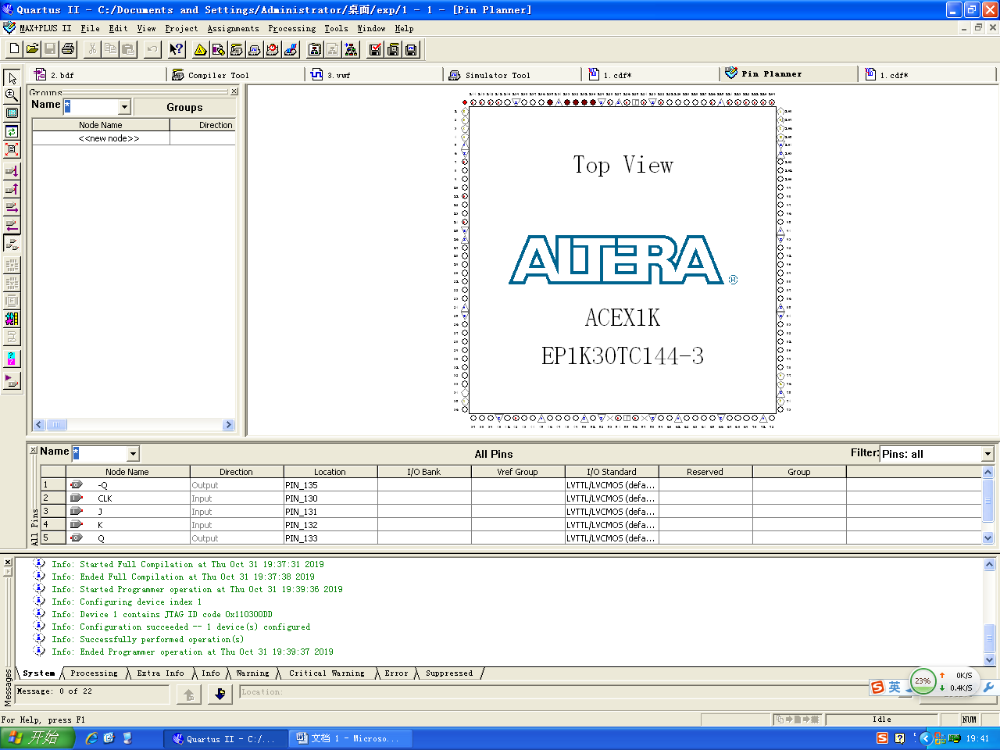 Quartus II - C:/Documents and Settings/Administrator/桌面/exp/1 - 1 - [Pin Planner]
MAX+PLUS II File Edit View Project Assignments Processing Tools Window Help
2.bdf Compiler Tool 3.vwf Simulator Tool 1.cdf* Pin Planner 1.cdf*
Groups
Name * Groups
Node Name Direction
<<new node>>
Top View
ALTERA ®
ACEX1K
EP1K30TC144-3
Name * All Pins Filter: Pins: all
Node Name Direction Location I/O Bank Vref Group I/O Standard Reserved Group
1 -Q Output PIN_135 LVTTL/LVCMOS (defa...
2 CLK Input PIN_130 LVTTL/LVCMOS (defa...
3 J Input PIN_131 LVTTL/LVCMOS (defa...
4 K Input PIN_132 LVTTL/LVCMOS (defa...
5 Q Output PIN_133 LVTTL/LVCMOS (defa...
All Pins
Info: Started Full Compilation at Thu Oct 31 19:37:31 2019
Info: Ended Full Compilation at Thu Oct 31 19:37:38 2019
Info: Started Programmer operation at Thu Oct 31 19:39:36 2019
Info: Configuring device index 1
Info: Device 1 contains JTAG ID code 0x110300DD
Info: Configuration succeeded -- 1 device(s) configured
Info: Successfully performed operation(s)
Info: Ended Programmer operation at Thu Oct 31 19:39:37 2019
System Processing Extra Info Info Warning Critical Warning Error Suppressed
Messages
Message: 0 of 22 Location:
英 23% 0K/S
0.4K/S
For Help, press F1 Idle NUM
开始 Quartus II - C:/... 文档 1 - Microso... 19:41